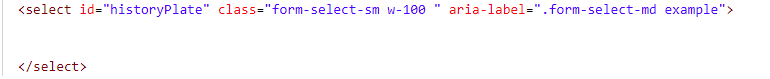 <select id="historyPlate" class="form-select-sm w-100 " aria-label=".form-select-md example">
</select>